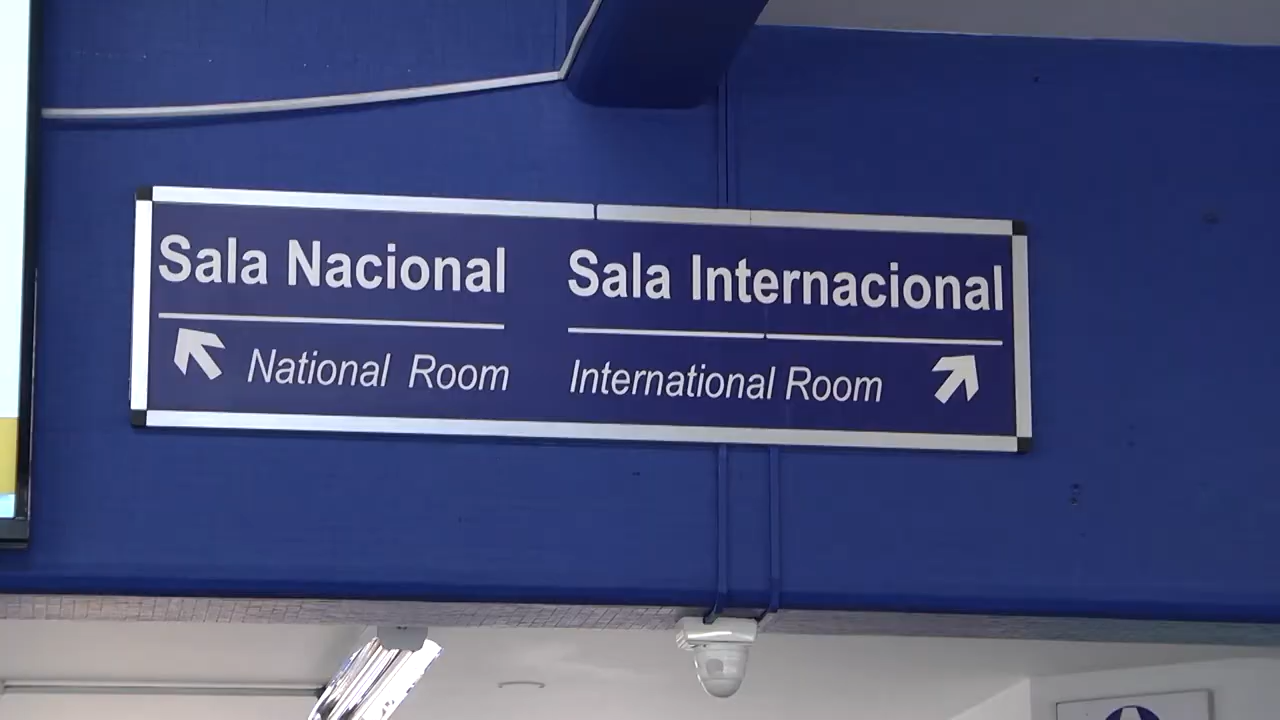 Sala Nacional
National Room
Sala Internacional
International Room